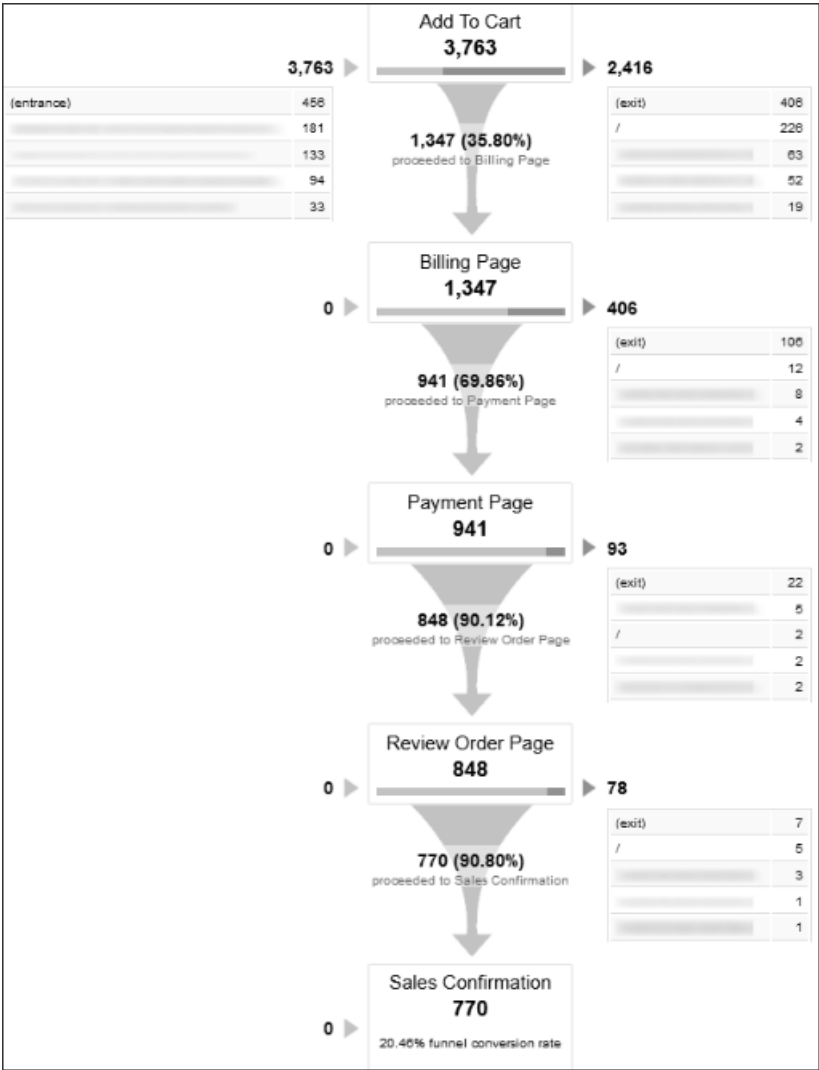 Add To Cart
3,763
3,763
2,416
(entrance) 456
181
133
94
33
1,347 (35.80%)
proceeded to Billing Page
(exit) 406
/ 226
63
52
19
Billing Page
1,347
0
406
941 (69.86%)
proceeded to Payment Page
(exit) 106
/ 12
8
4
2
Payment Page
941
0
93
848 (90.12%)
proceeded to Review Order Page
(exit) 22
5
/ 2
2
2
Review Order Page
848
0
78
770 (90.80%)
proceeded to Sales Confirmation
(exit) 7
/ 5
3
1
1
Sales Confirmation
770
0
20.46% funnel conversion rate